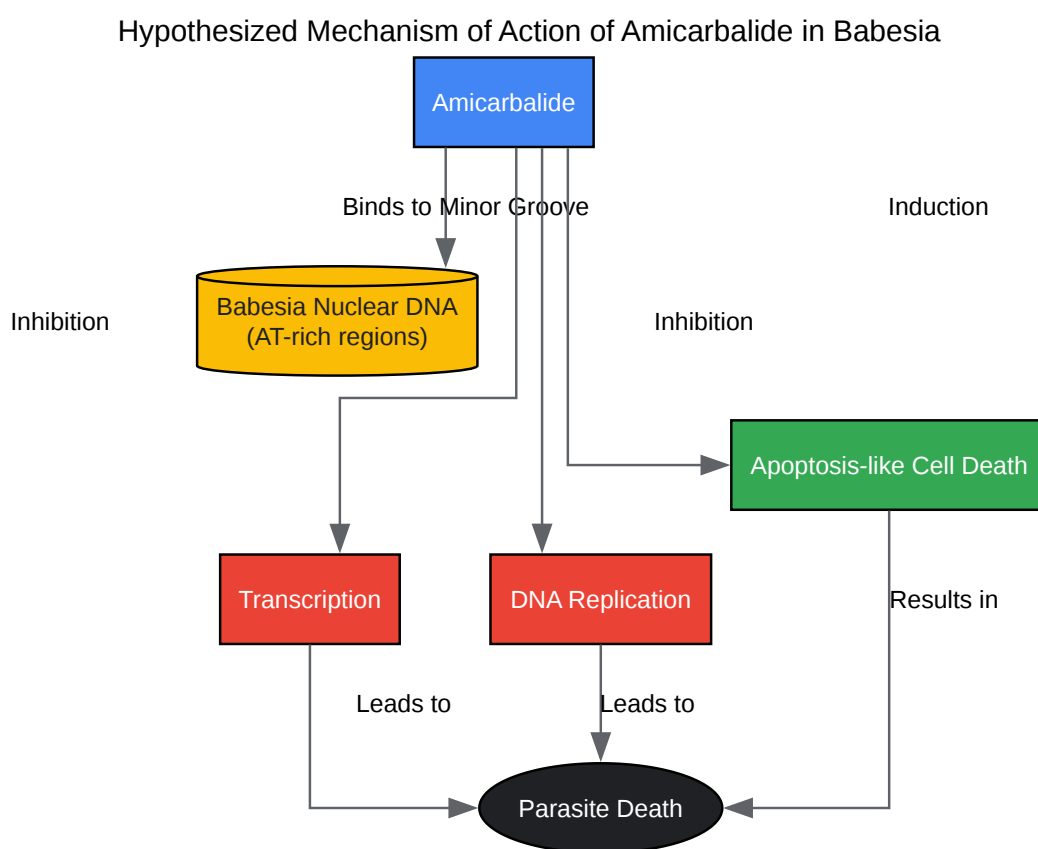 Hypothesized Mechanism of Action of Amicarbalide in Babesia
Amicarbalide
Binds to Minor Groove
Induction
Babesia Nuclear DNA
(AT-rich regions)
Inhibition
Inhibition
Apoptosis-like Cell Death
Transcription
DNA Replication
Results in
Leads to
Leads to
Parasite Death